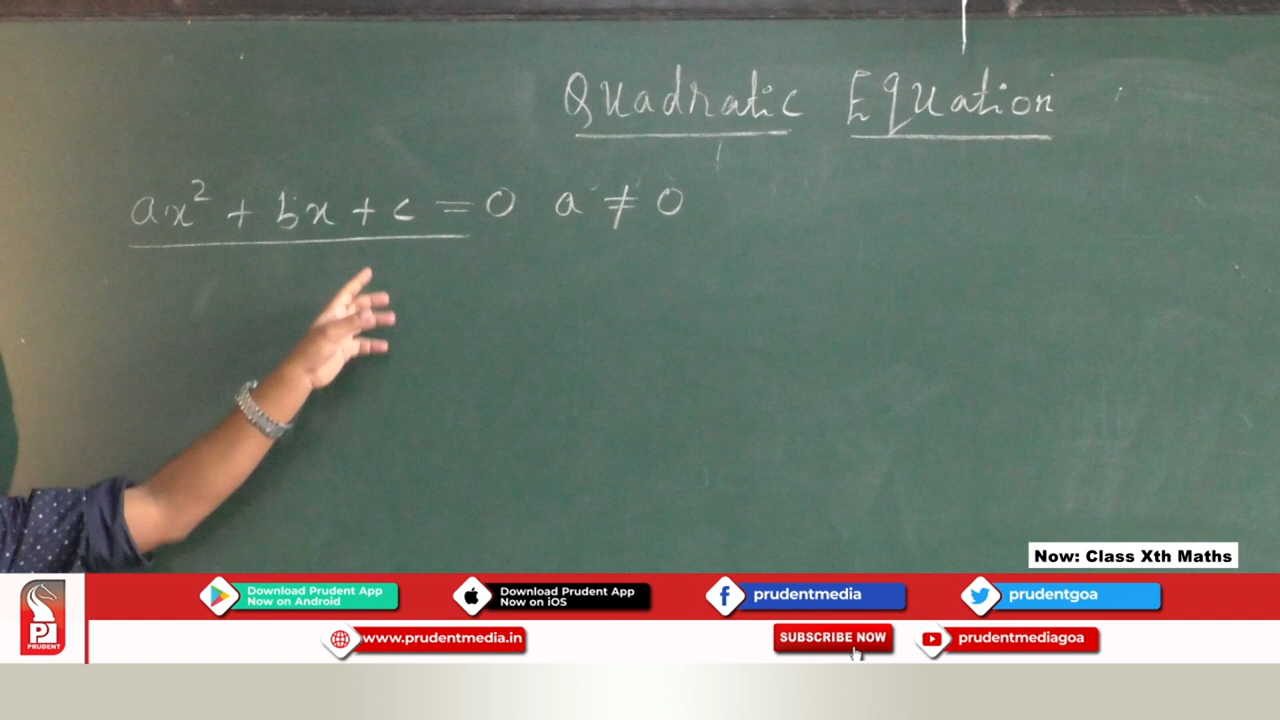 Quadratic Equation
ax² + bx + c = 0 a ≠ 0
Now: Class Xth Maths
Download Prudent App
Now on Android
Download Prudent App
Now on iOS
prudentmedia
prudentgoa
PRUDENT
www.prudentmedia.in
SUBSCRIBE NOW
prudentmediagoa